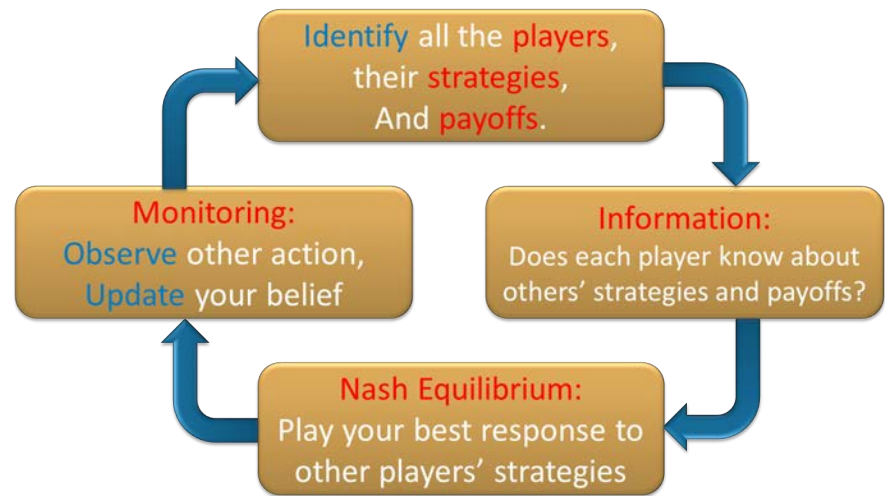 Identify all the players,
their strategies,
And payoffs.
Information:
Does each player know about
others’ strategies and payoffs?
Nash Equilibrium:
Play your best response to
other players’ strategies
Monitoring:
Observe other action,
Update your belief